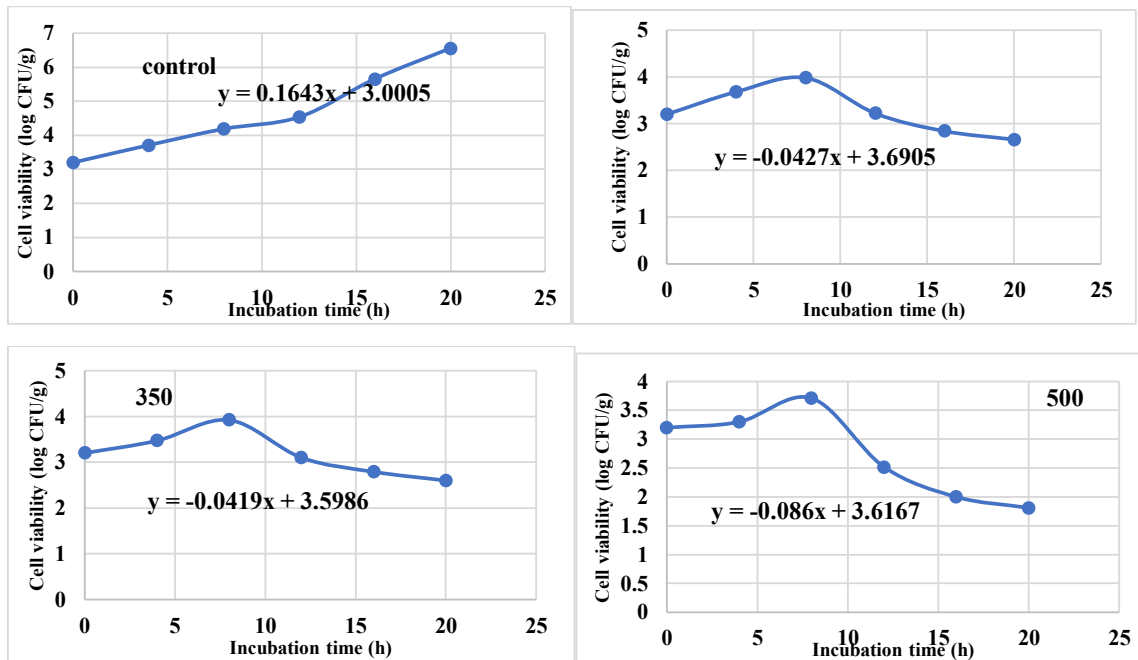 Cell viability (log CFU/g)
7
6
5
4
3
2
1
0
control
y = 0.1643x + 3.0005
0 5 10 15 20 25
Incubation time (h)
Cell viability (log CFU/g)
5
4
3
2
1
0
y = -0.0427x + 3.6905
0 5 10 15 20 25
Incubation time (h)
Cell viability (log CFU/g)
5
4
3
2
1
0
350
y = -0.0419x + 3.5986
0 5 10 15 20 25
Incubation time (h)
Cell viability (log CFU/g)
4
3.5
3
2.5
2
1.5
1
0.5
0
500
y = -0.086x + 3.6167
0 5 10 15 20 25
Incubation time (h)